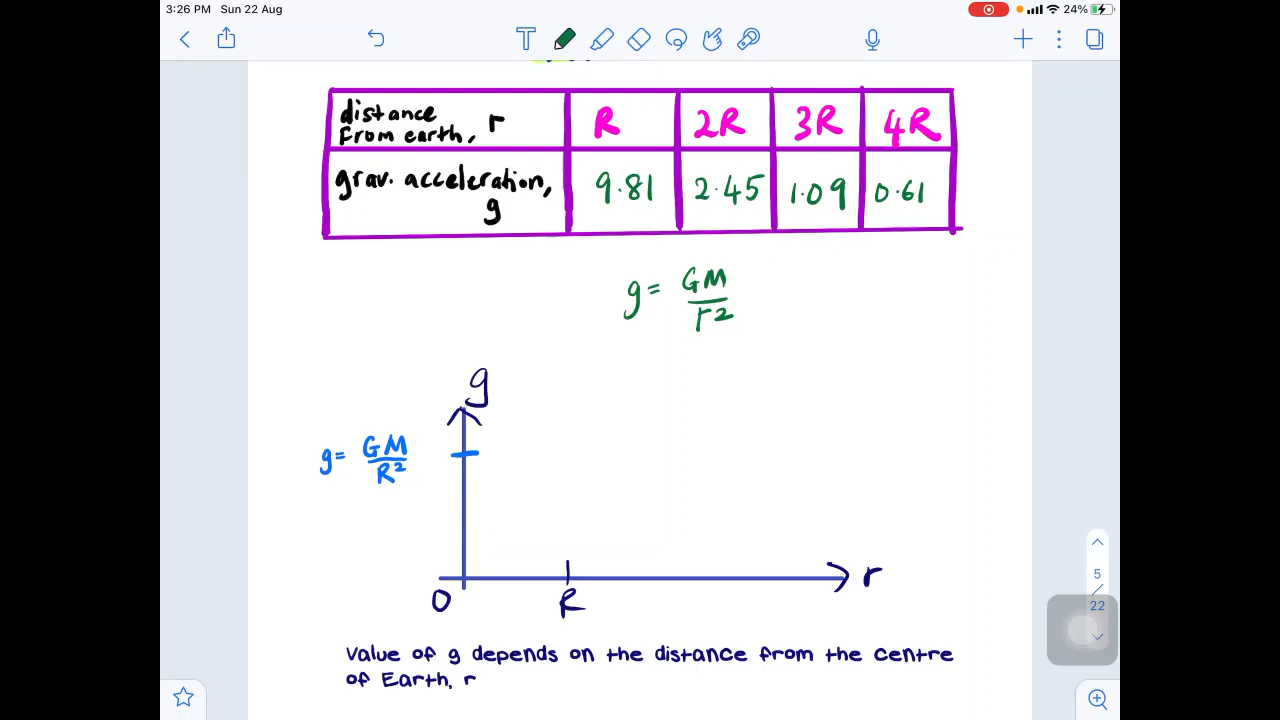 3:26 PM Sun 22 Aug
24%
distance
from earth, r
R 2R 3R 4R
grav. acceleration,
g
9.81 2.45 1.09 0.61
g = GM
r²
g
g = GM
R²
0
R
r
5
22
Value of g depends on the distance from the centre
of Earth, r